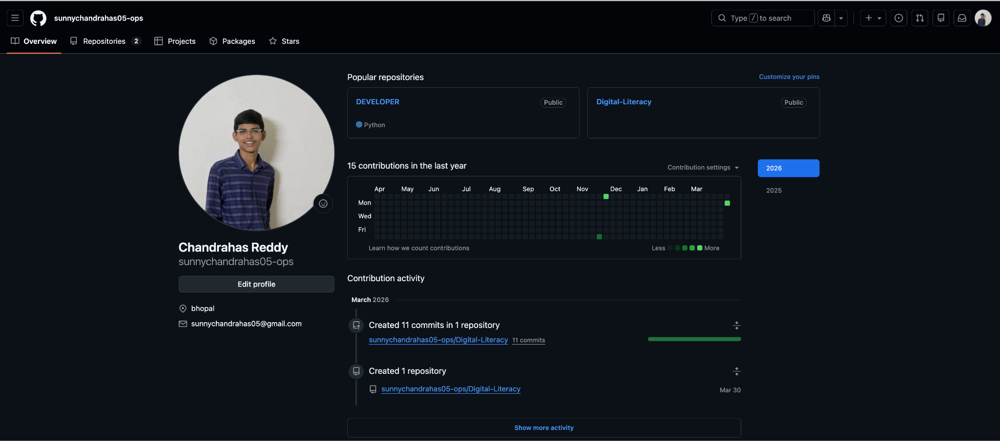 sunnychandrahas05-ops
Type / to search
Overview
Repositories 2
Projects
Packages
Stars
Chandrahas Reddy
sunnychandrahas05-ops
Edit profile
bhopal
sunnychandrahas05@gmail.com
Popular repositories
Customize your pins
DEVELOPER
Public
Python
Digital-Literacy
Public
15 contributions in the last year
Contribution settings
2026
2025
Apr May Jun Jul Aug Sep Oct Nov Dec Jan Feb Mar
Mon
Wed
Fri
Learn how we count contributions
Less More
Contribution activity
March 2026
Created 11 commits in 1 repository
sunnychandrahas05-ops/Digital-Literacy 11 commits
Created 1 repository
sunnychandrahas05-ops/Digital-Literacy
Mar 30
Show more activity